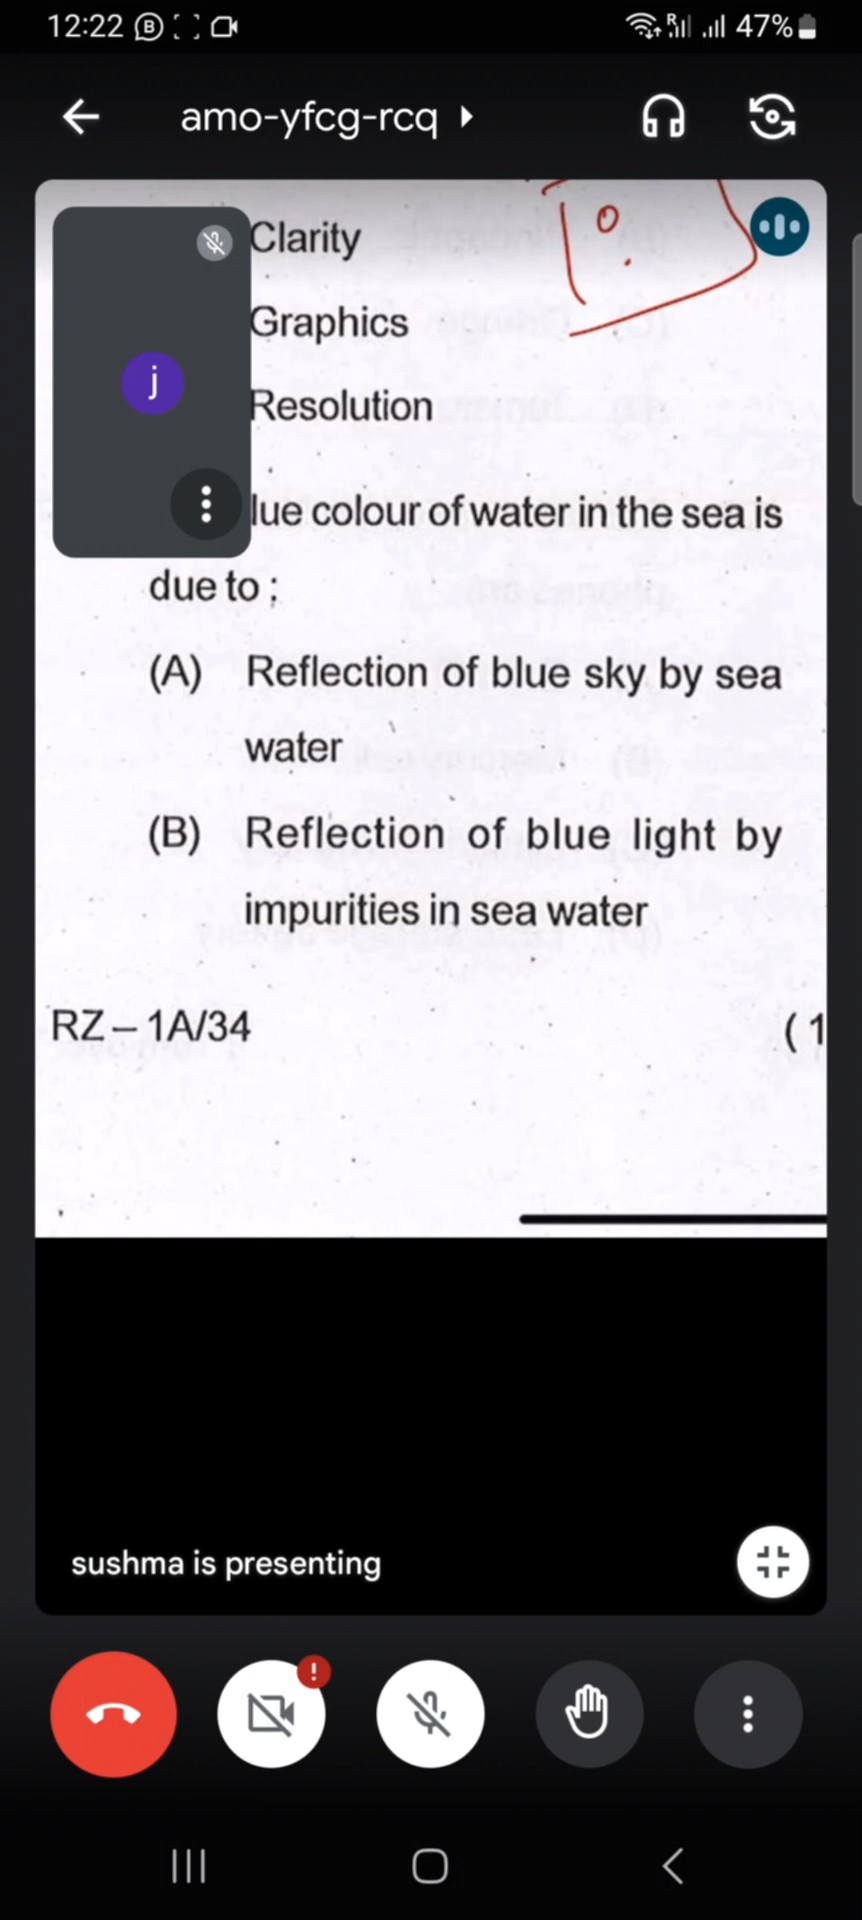 12:22
R
47%
amo-yfcg-rcq
Clarity
Graphics
Resolution
j
lue colour of water in the sea is
due to :
(A) Reflection of blue sky by sea
water
(B) Reflection of blue light by
impurities in sea water
RZ – 1A/34
( 1
sushma is presenting